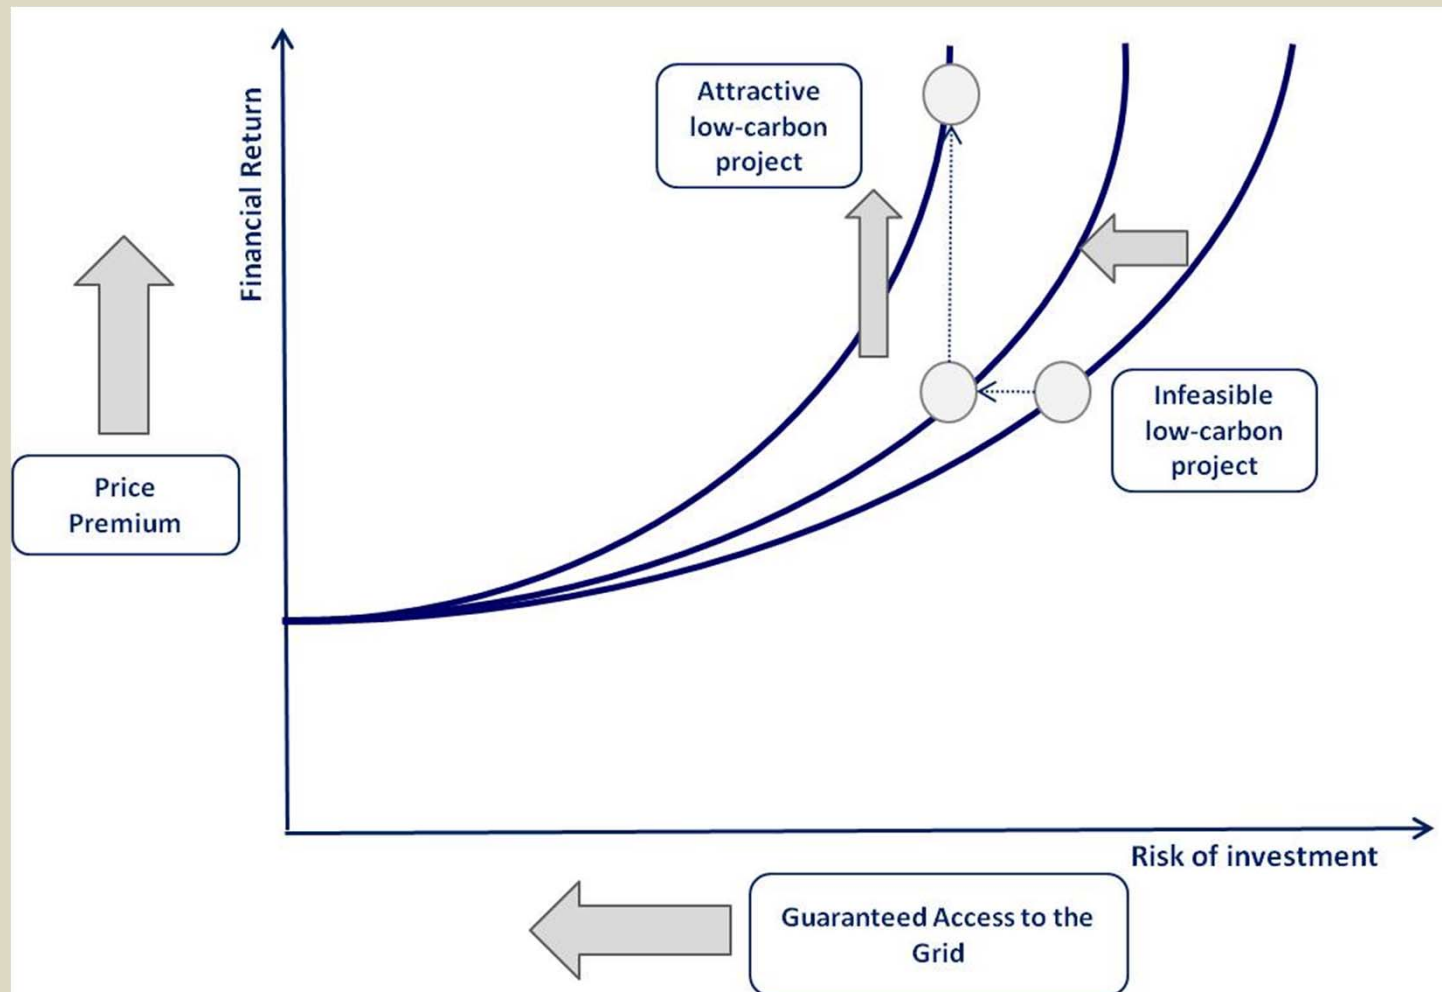 Financial Return
Attractive
low-carbon
project
Infeasible
low-carbon
project
Price
Premium
Risk of investment
Guaranteed Access to the
Grid